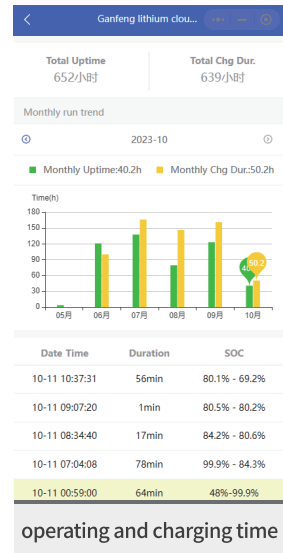 Ganfeng lithium clou...
Total Uptime Total Chg Dur.
652小时 639小时
Monthly run trend
2023-10
Monthly Uptime:40.2h Monthly Chg Dur.:50.2h
Time(h)
180
150
120
90
60
30
0
50.2
05月 06月 07月 08月 09月 10月
Date Time Duration SOC
10-11 10:37:31 56min 80.1% - 69.2%
10-11 09:07:20 1min 80.5% - 80.2%
10-11 08:34:40 17min 84.2% - 80.6%
10-11 07:04:08 78min 99.9% - 84.3%
10-11 00:59:00 64min 48%-99.9%
operating and charging time